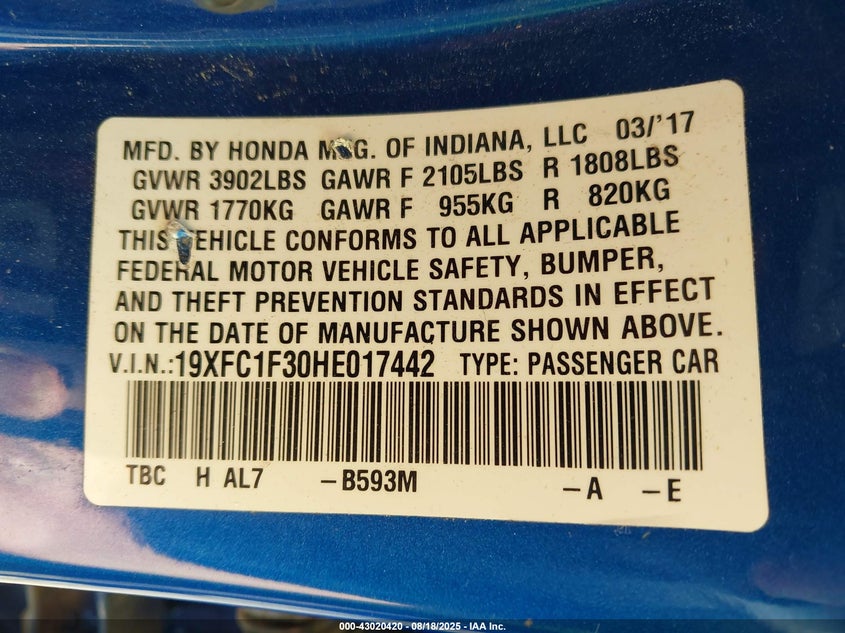 MFD. BY HONDA MFG. OF INDIANA, LLC 03/'17
GVWR 3902LBS GAWR F 2105LBS R 1808LBS
GVWR 1770KG GAWR F 955KG R 820KG
THIS VEHICLE CONFORMS TO ALL APPLICABLE
FEDERAL MOTOR VEHICLE SAFETY, BUMPER,
AND THEFT PREVENTION STANDARDS IN EFFECT
ON THE DATE OF MANUFACTURE SHOWN ABOVE.
V.I.N.:19XFC1F30HE017442 TYPE: PASSENGER CAR
TBC H AL7 -B593M -A -E
000-43020420 - 08/18/2025 - IAA Inc.